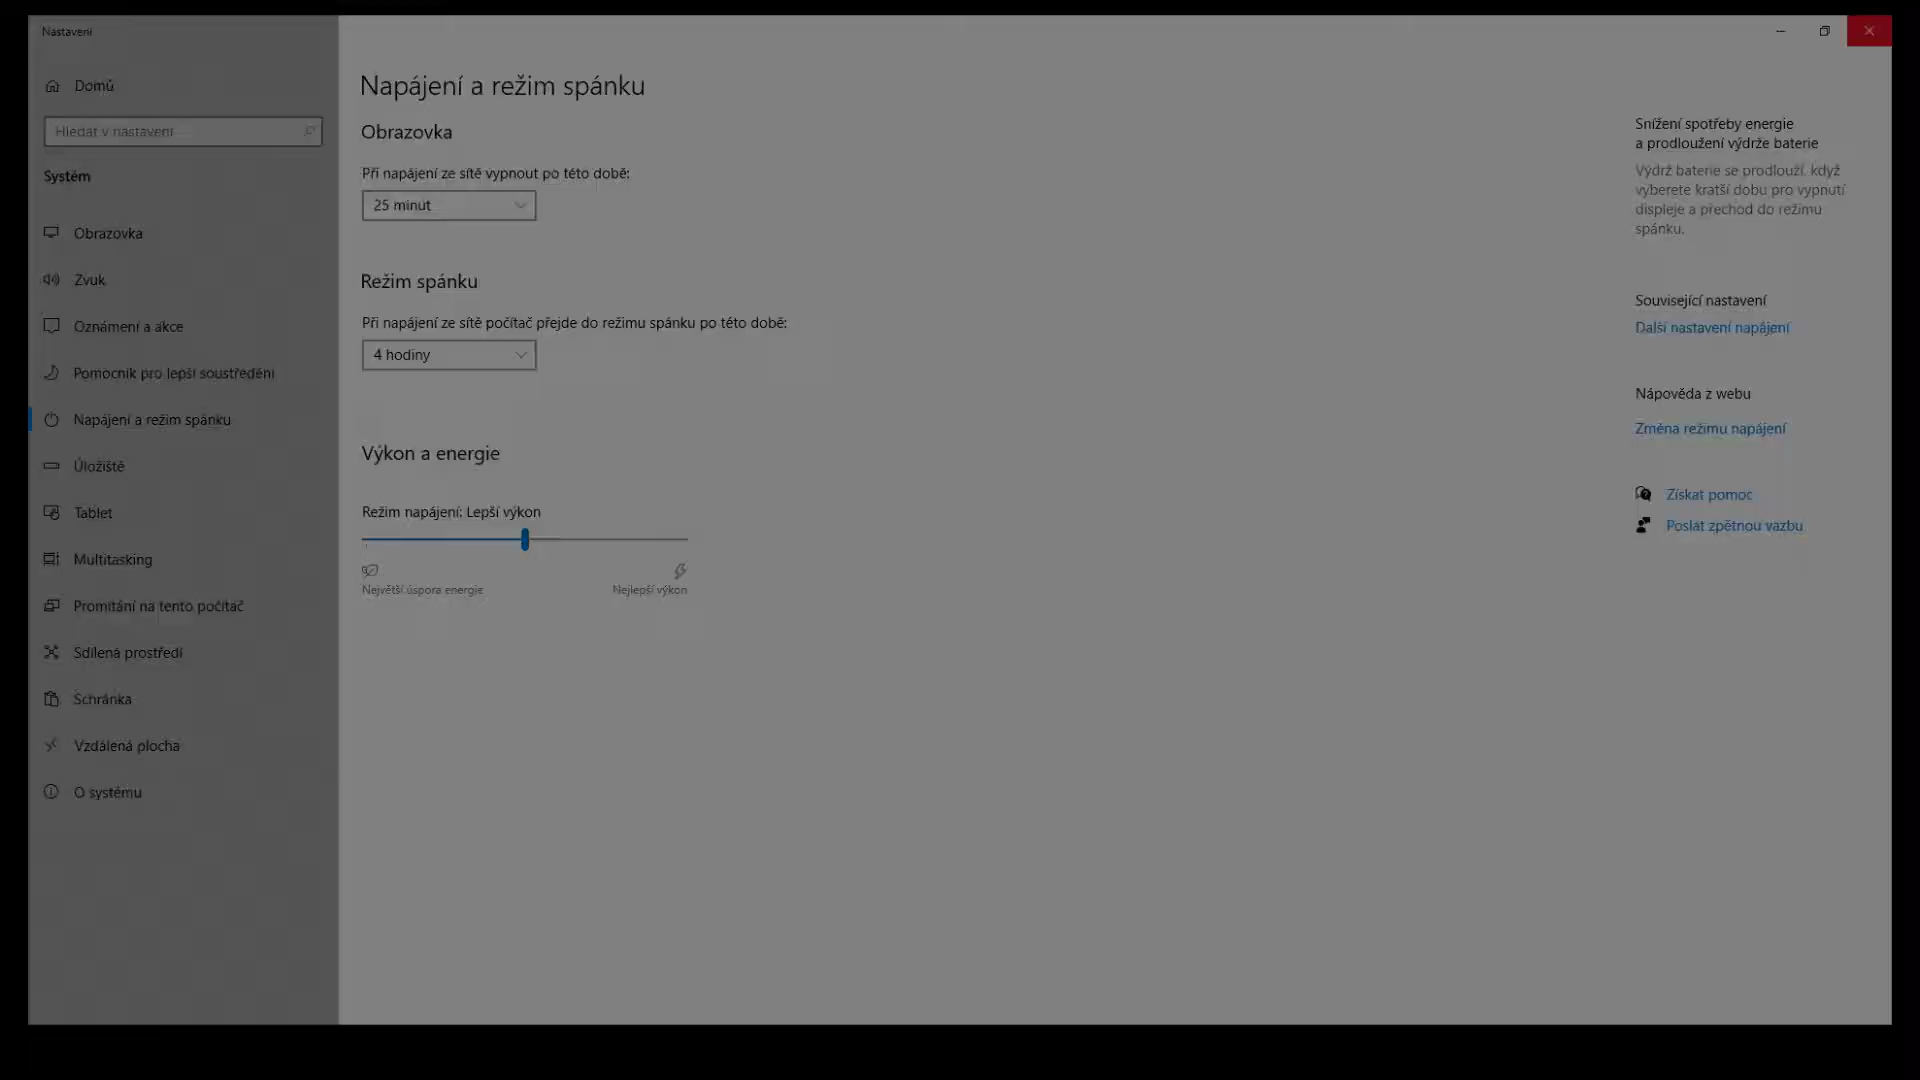 Nastavení
Domů
Hledat v nastavení
Systém
Obrazovka
Zvuk
Oznámení a akce
Pomocník pro lepší soustředění
Napájení a režim spánku
Úložiště
Tablet
Multitasking
Promítání na tento počítač
Sdílená prostředí
Schránka
Vzdálená plocha
O systému
Napájení a režim spánku
Obrazovka
Při napájení ze sítě vypnout po této době:
25 minut
Režim spánku
Při napájení ze sítě počítač přejde do režimu spánku po této době:
4 hodiny
Výkon a energie
Režim napájení: Lepší výkon
Největší úspora energie
Nejlepší výkon
Snížení spotřeby energie
a prodloužení výdrže baterie
Výdrž baterie se prodlouží, když
vyberete kratší dobu pro vypnutí
displeje a přechod do režimu
spánku.
Související nastavení
Další nastavení napájení
Nápověda z webu
Změna režimu napájení
Získat pomoc
Poslat zpětnou vazbu